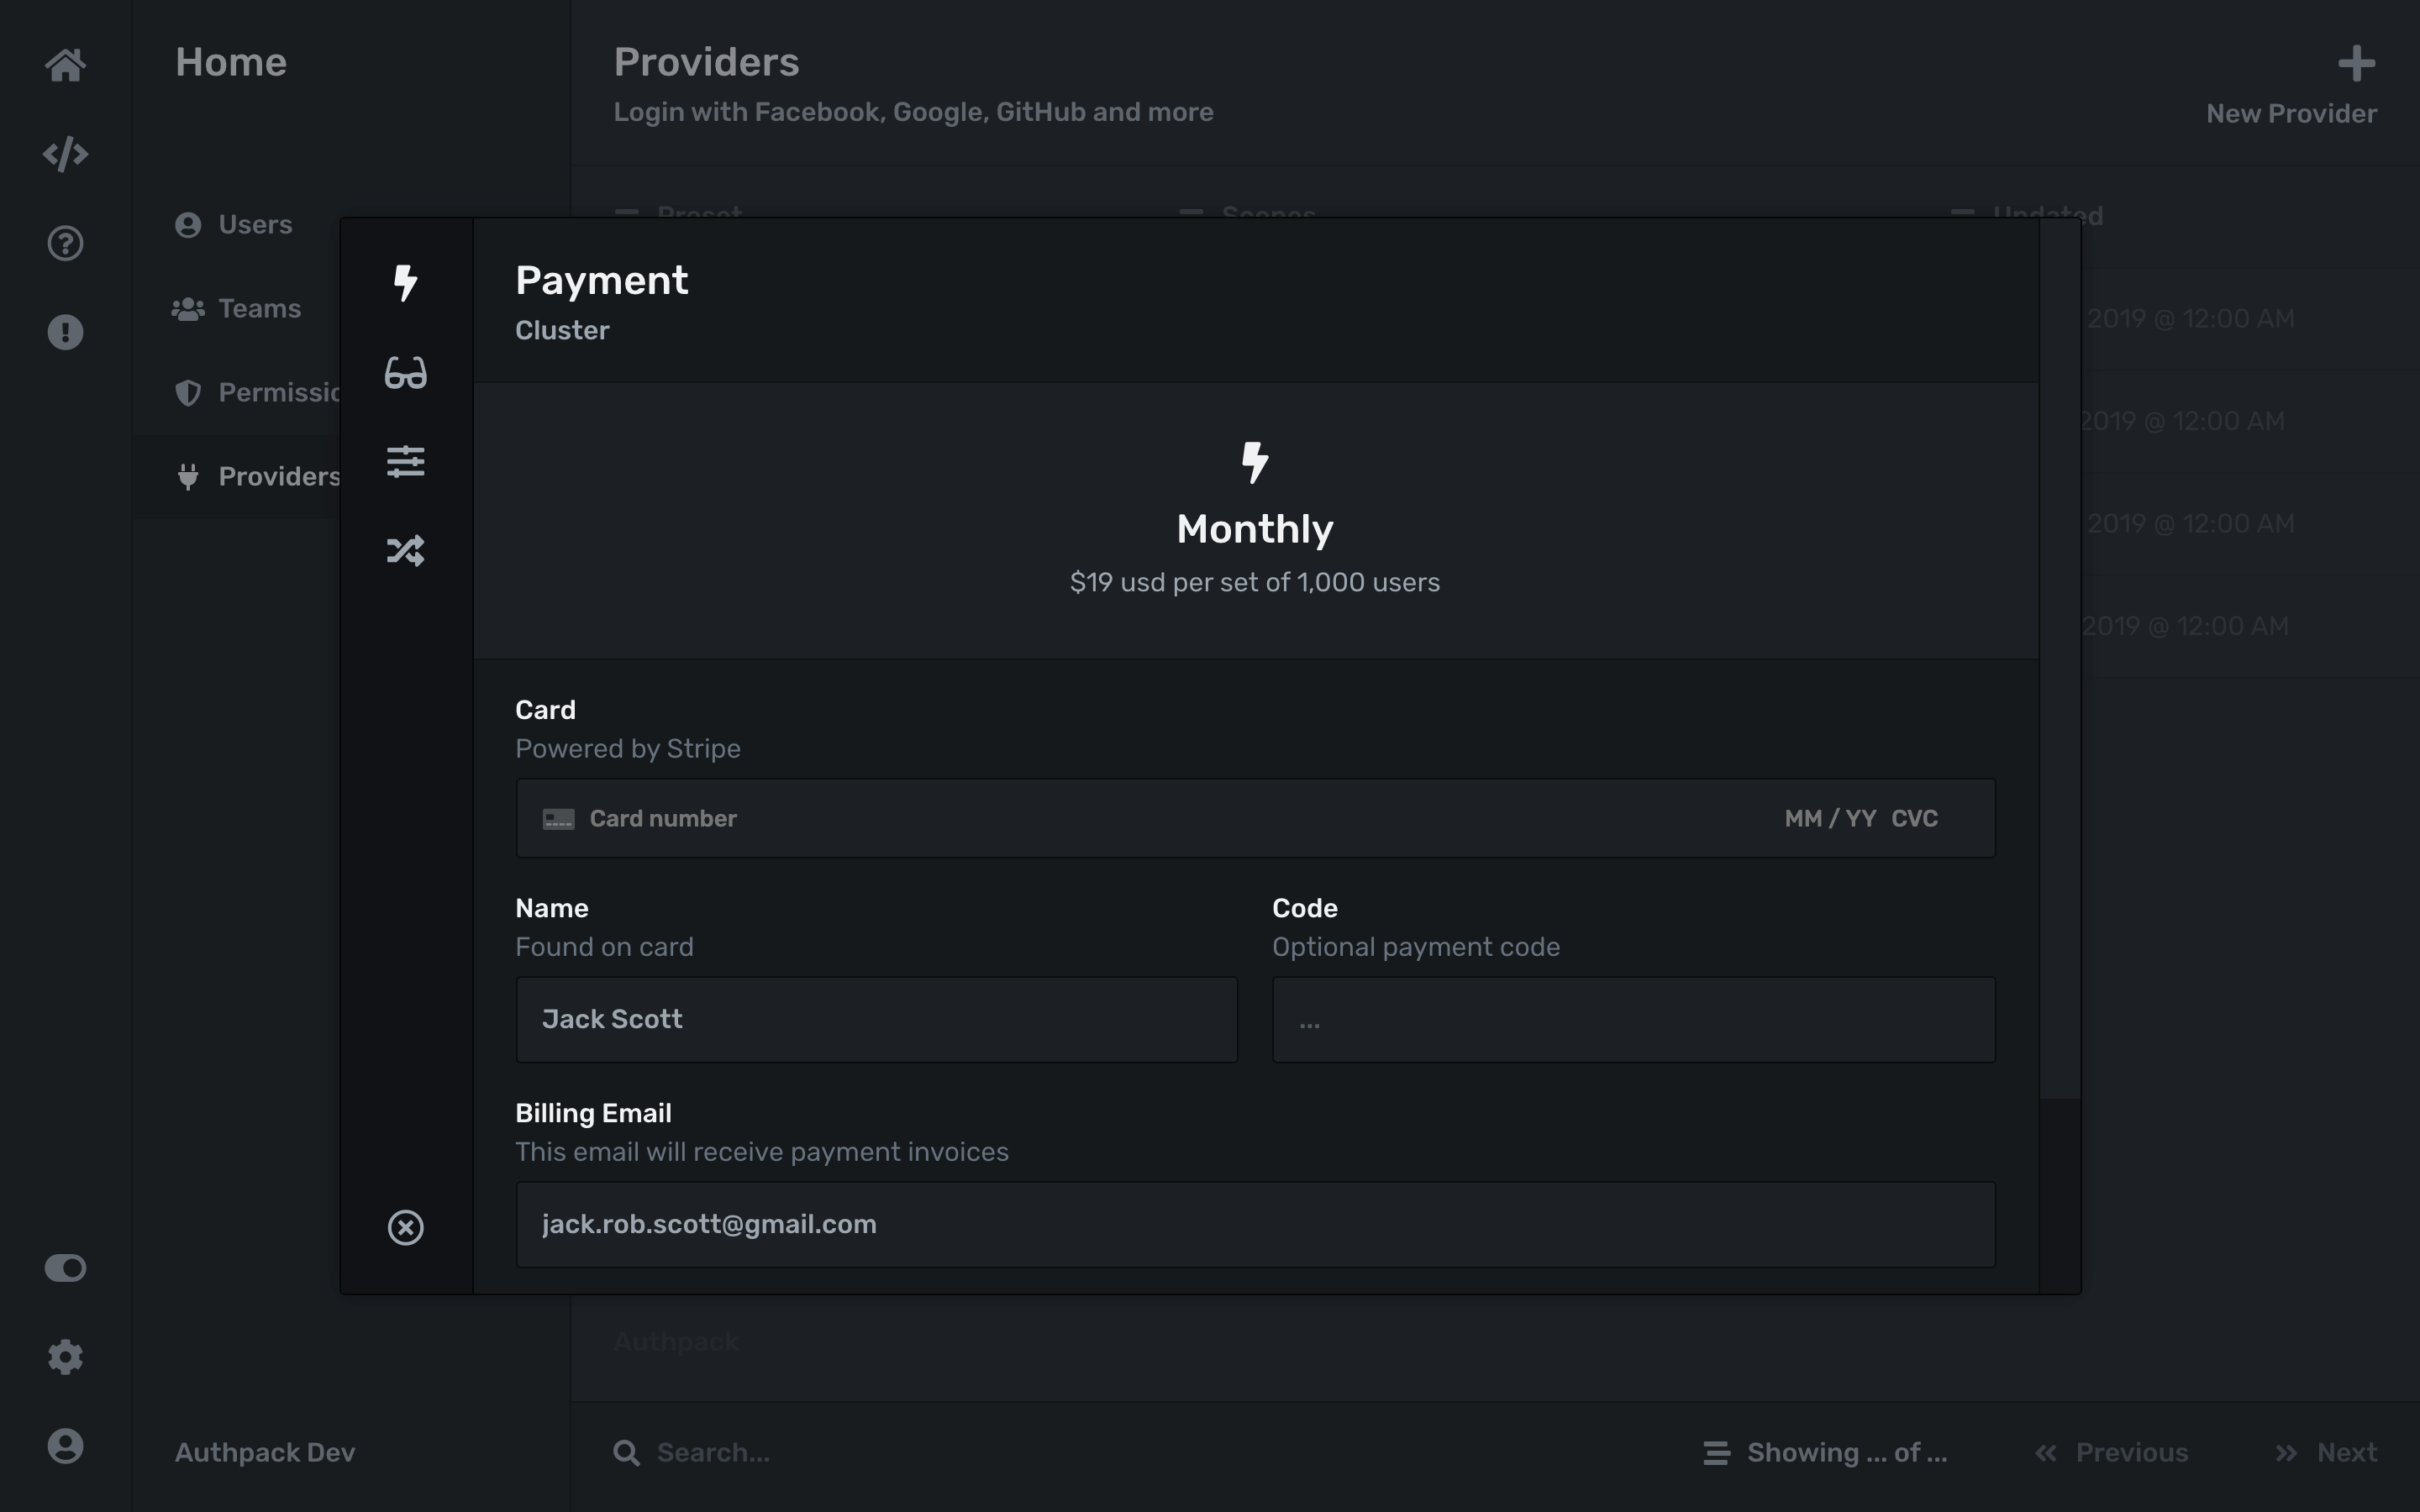 Home
Users
Teams
Permissic
Providers
Authpack Dev
Providers
Login with Facebook, Google, GitHub and more
New Provider
Preset
Scopes
Updated
2019 @ 12:00 AM
2019 @ 12:00 AM
2019 @ 12:00 AM
2019 @ 12:00 AM
Payment
Cluster
Monthly
$19 usd per set of 1,000 users
Card
Powered by Stripe
Card number MM / YY CVC
Name
Found on card
Jack Scott
Code
Optional payment code
...
Billing Email
This email will receive payment invoices
jack.rob.scott@gmail.com
Authpack
Search...
Showing ... of ...
Previous
Next